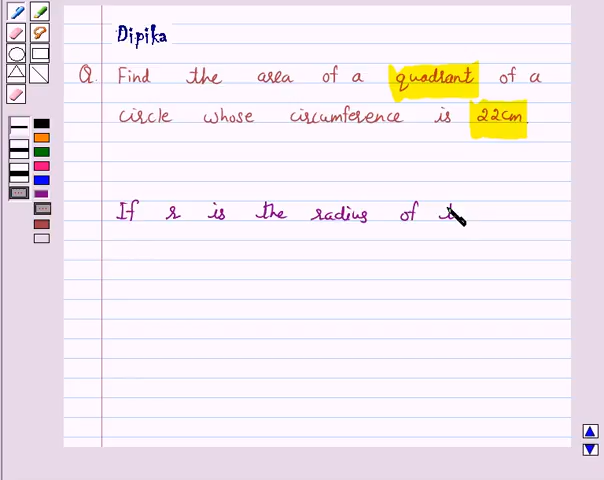 Dipika
Q. Find the area of a quadrant of a
circle whose circumference is 22cm.
If r is the radius of